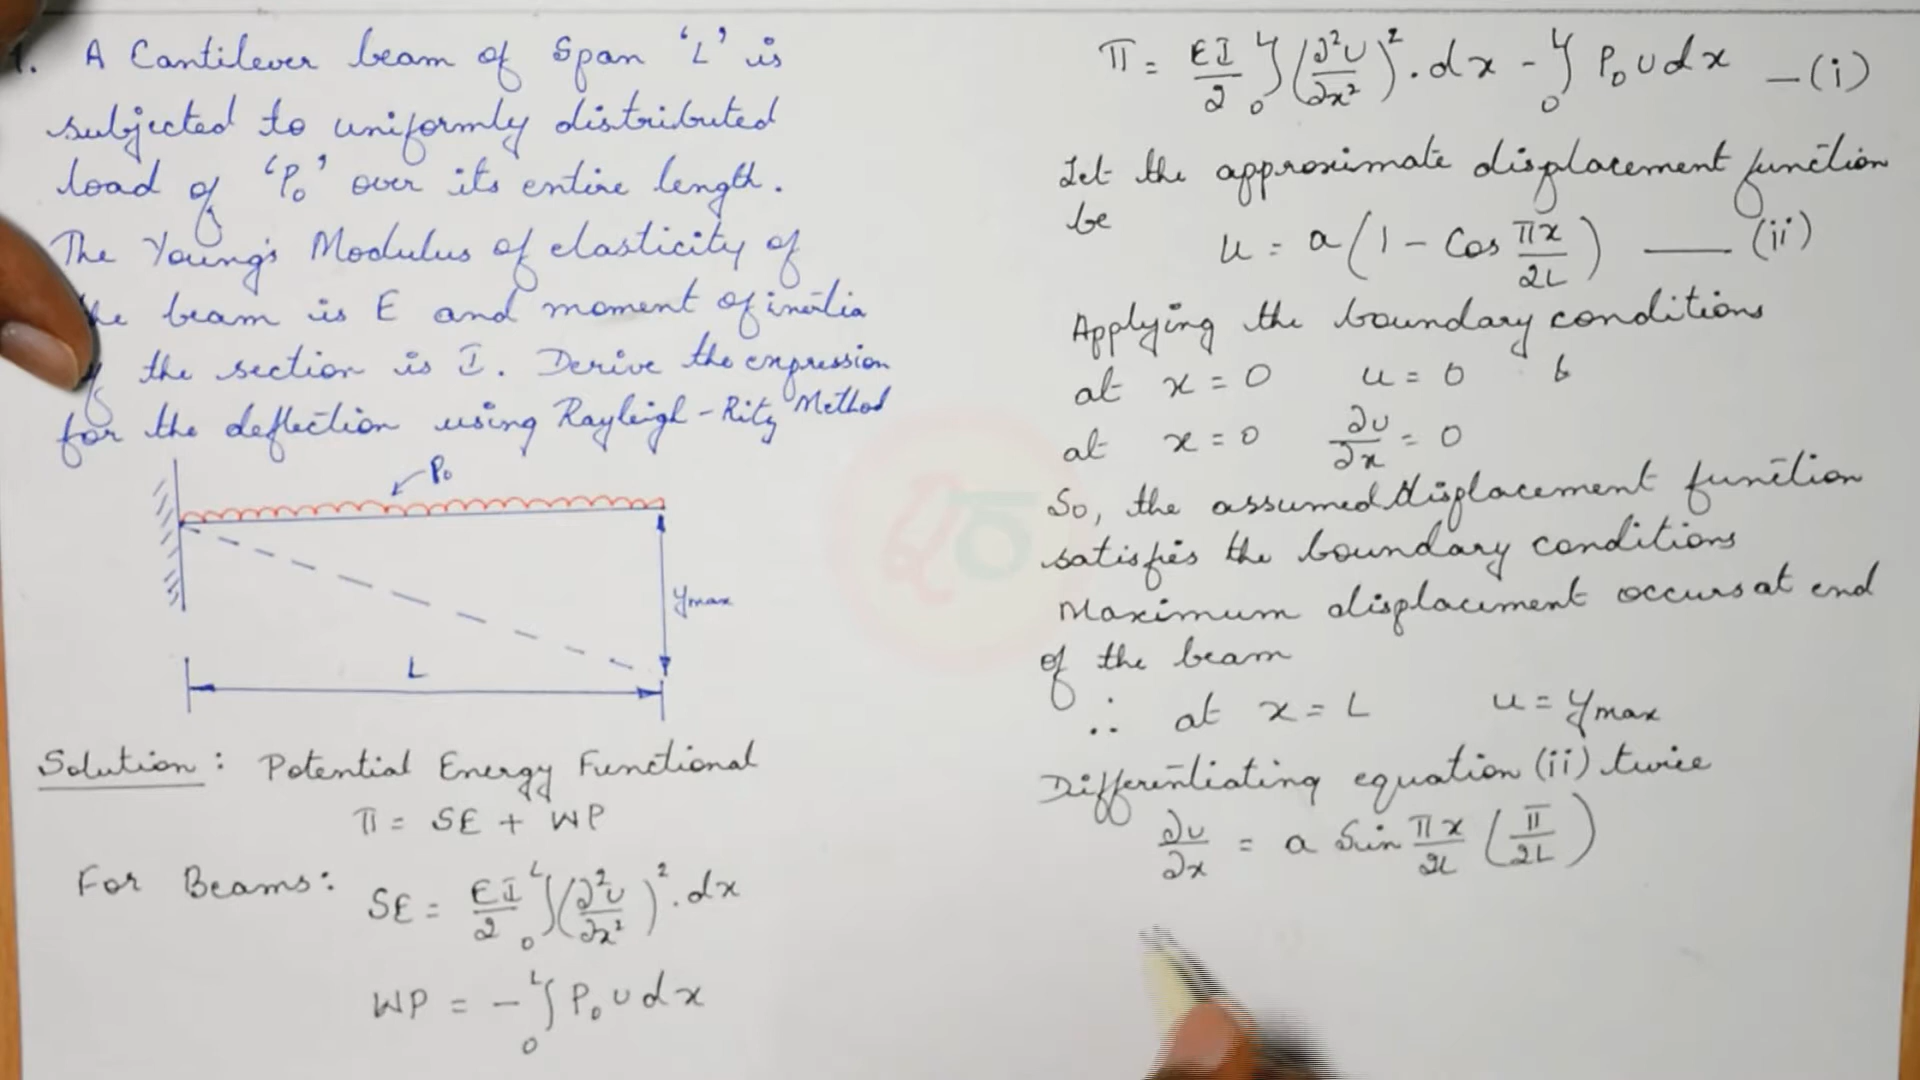 1. A Cantilever beam of Span 'L' is
subjected to uniformly distributed
load of 'P₀' over its entire length.
The Young's Modulus of elasticity of
the beam is E and moment of inertia
of the section is I. Derive the expression
for the deflection using Rayleigh-Ritz Method
P₀
ymax
L
Solution: Potential Energy Functional
π = SE + WP
For Beams: SE = EI/2 ₀∫ᴸ (∂²u/∂x²)² . dx
WP = - ₀∫ᴸ P₀ u dx
π = EI/2 ₀∫ᴸ (∂²u/∂x²)² . dx - ₀∫ᴸ P₀ u dx — (i)
Let the approximate displacement function
be
u = a (1 - Cos πx/2L) — (ii)
Applying the boundary conditions
at x = 0 u = 0 &
at x = 0 ∂u/∂x = 0
So, the assumed displacement function
satisfies the boundary conditions
Maximum displacement occurs at end
of the beam
∴ at x = L u = ymax
Differentiating equation (ii) twice
∂u/∂x = a Sin πx/2L (π/2L)